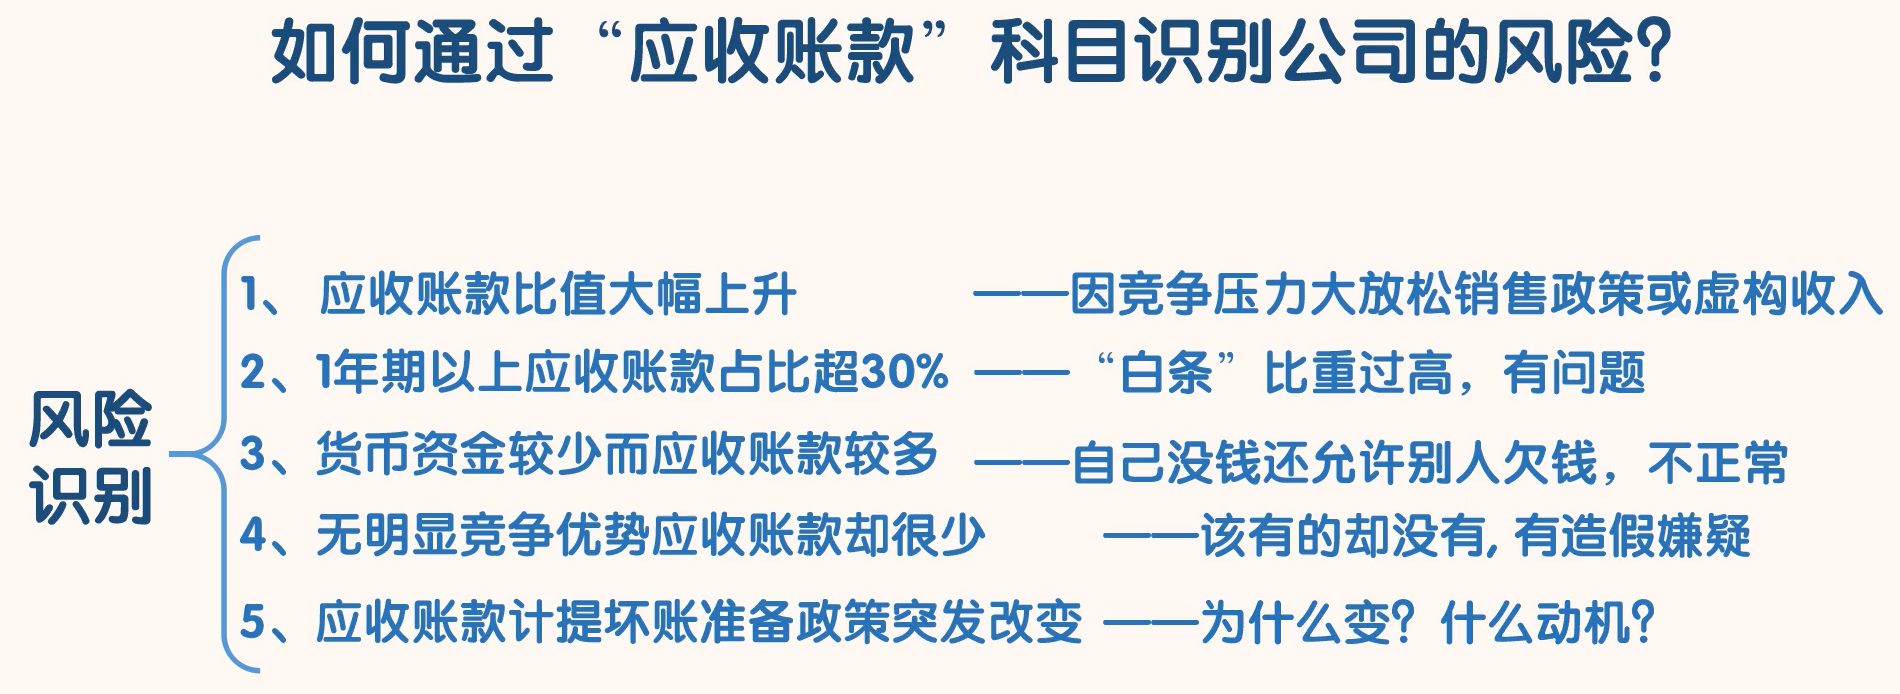 如何通过“应收账款”科目识别公司的风险？
风险
识别
1、 应收账款比值大幅上升 ——因竞争压力大放松销售政策或虚构收入
2、1年期以上应收账款占比超30% ——“白条”比重过高，有问题
3、货币资金较少而应收账款较多 ——自己没钱还允许别人欠钱，不正常
4、无明显竞争优势应收账款却很少 ——该有的却没有, 有造假嫌疑
5、应收账款计提坏账准备政策突发改变 ——为什么变？什么动机？